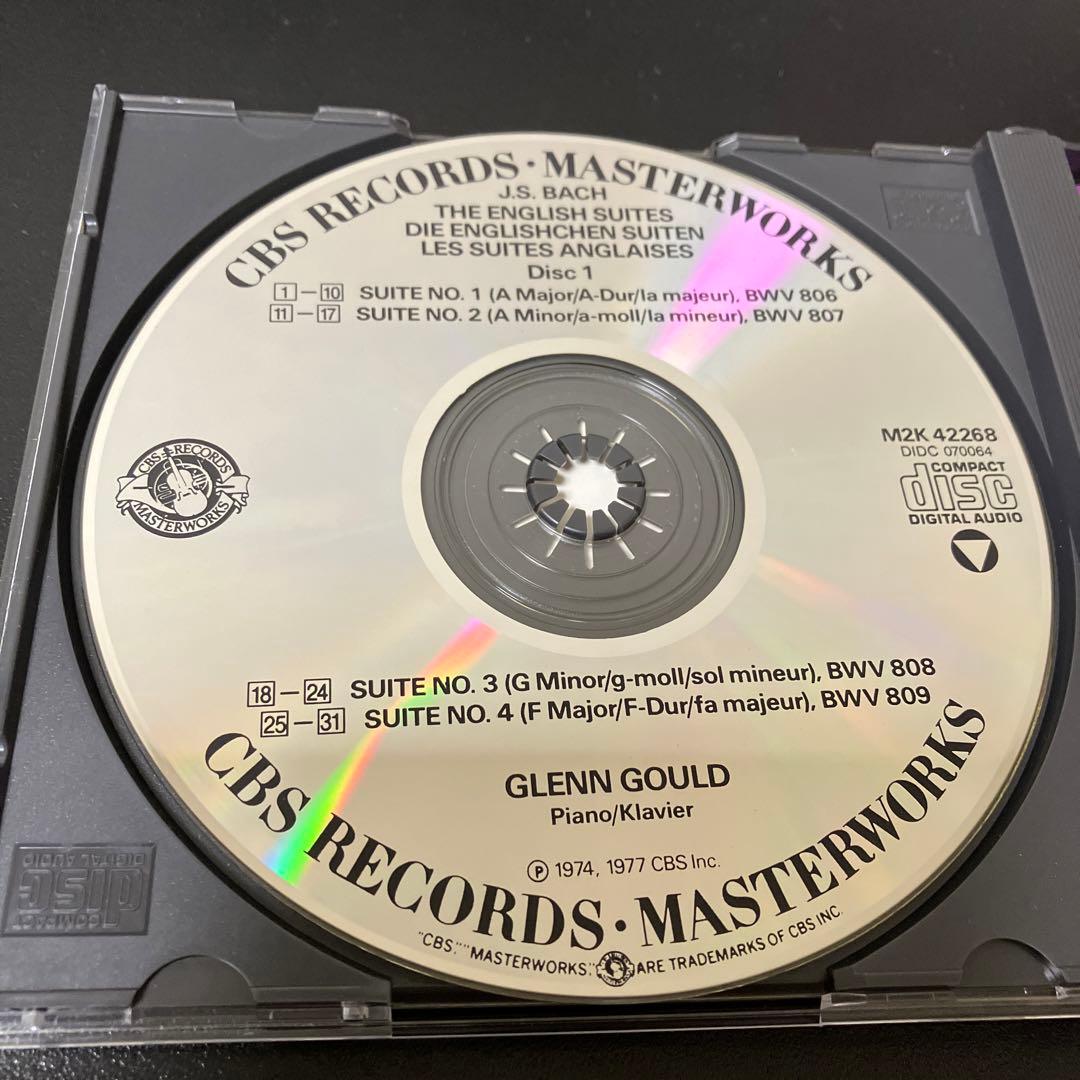 CBS RECORDS · MASTERWORKS
J.S. BACH
THE ENGLISH SUITES
DIE ENGLISHCHEN SUITEN
LES SUITES ANGLAISES
Disc 1
1 – 10 SUITE NO. 1 (A Major/A-Dur/la majeur), BWV 806
11 – 17 SUITE NO. 2 (A Minor/a-moll/la mineur), BWV 807
CBS RECORDS
MASTERWORKS
M2K 42268
DIDC 070064
COMPACT
disc
DIGITAL AUDIO
18 – 24 SUITE NO. 3 (G Minor/g-moll/sol mineur), BWV 808
25 – 31 SUITE NO. 4 (F Major/F-Dur/fa majeur), BWV 809
GLENN GOULD
Piano/Klavier
℗ 1974, 1977 CBS Inc.
CBS RECORDS · MASTERWORKS
"CBS," "MASTERWORKS," ARE TRADEMARKS OF CBS INC.
COMPACT
disc
DIGITAL AUDIO